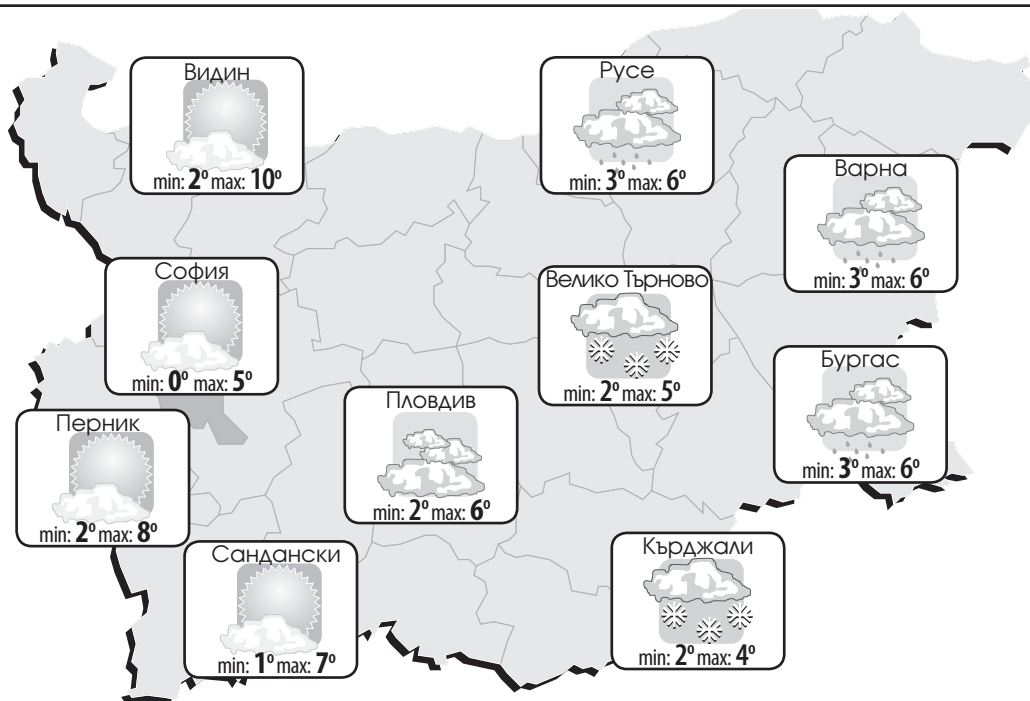 Видин
min: 2° max: 10°
Русе
min: 3° max: 6°
Варна
min: 3° max: 6°
София
min: 0° max: 5°
Велико Търново
min: 2° max: 5°
Бургас
min: 3° max: 6°
Пловдив
min: 2° max: 6°
Перник
min: 2° max: 8°
Сандански
min: 1° max: 7°
Кърджали
min: 2° max: 4°